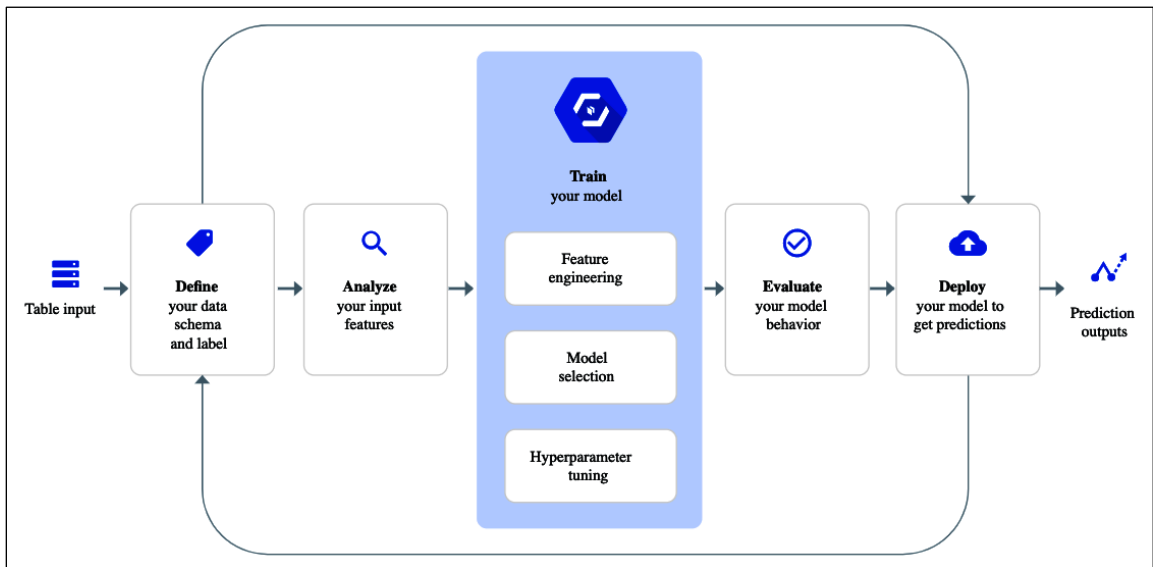 Table input
Define
your data
schema
and label
Analyze
your input
features
Train
your model
Feature
engineering
Model
selection
Hyperparameter
tuning
Evaluate
your model
behavior
Deploy
your model to
get predictions
Prediction
outputs